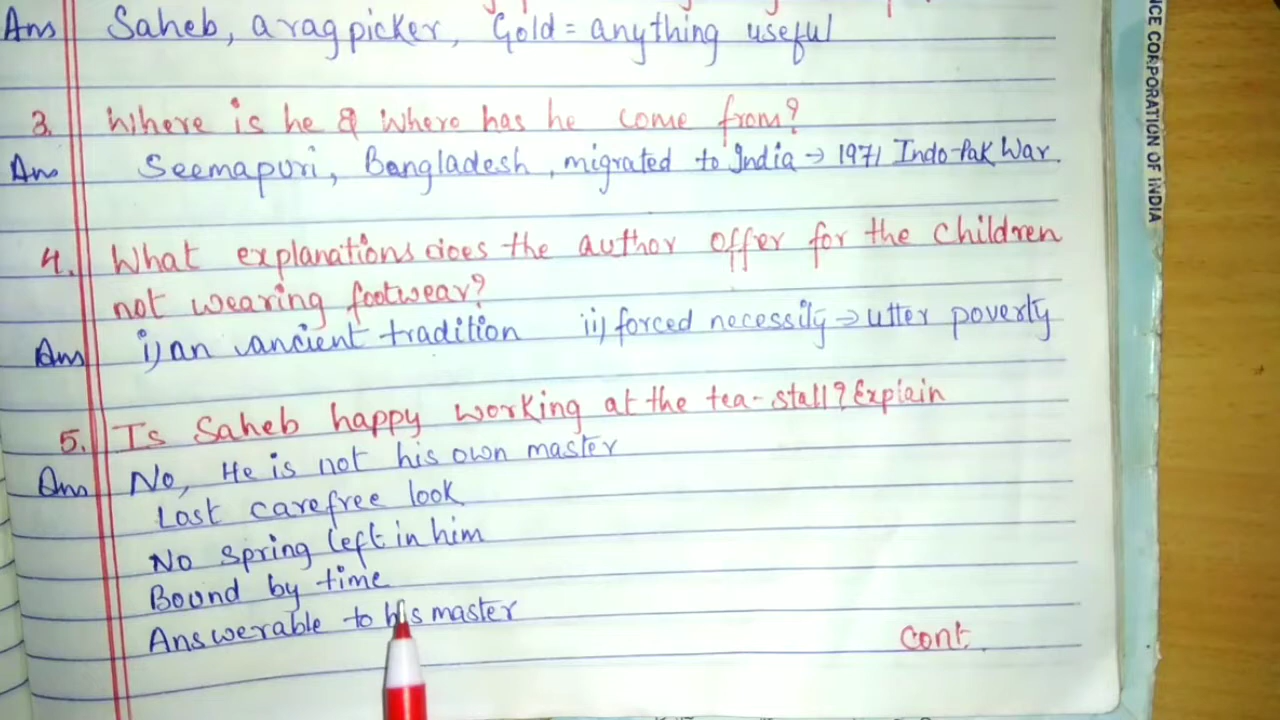 Ans Saheb, a rag picker, Gold = anything useful
3. Where is he & Where has he come from?
Ans Seemapuri, Bangladesh, migrated to India → 1971 Indo-Pak War.
4. What explanations does the author offer for the children
not wearing footwear?
Ans i) an ancient tradition ii) forced necessity → utter poverty
5. Is Saheb happy working at the tea-stall? Explain
Ans No, He is not his own master
Lost carefree look
No spring left in him
Bound by time
Answerable to his master
Cont.
NCE CORPORATION OF INDIA